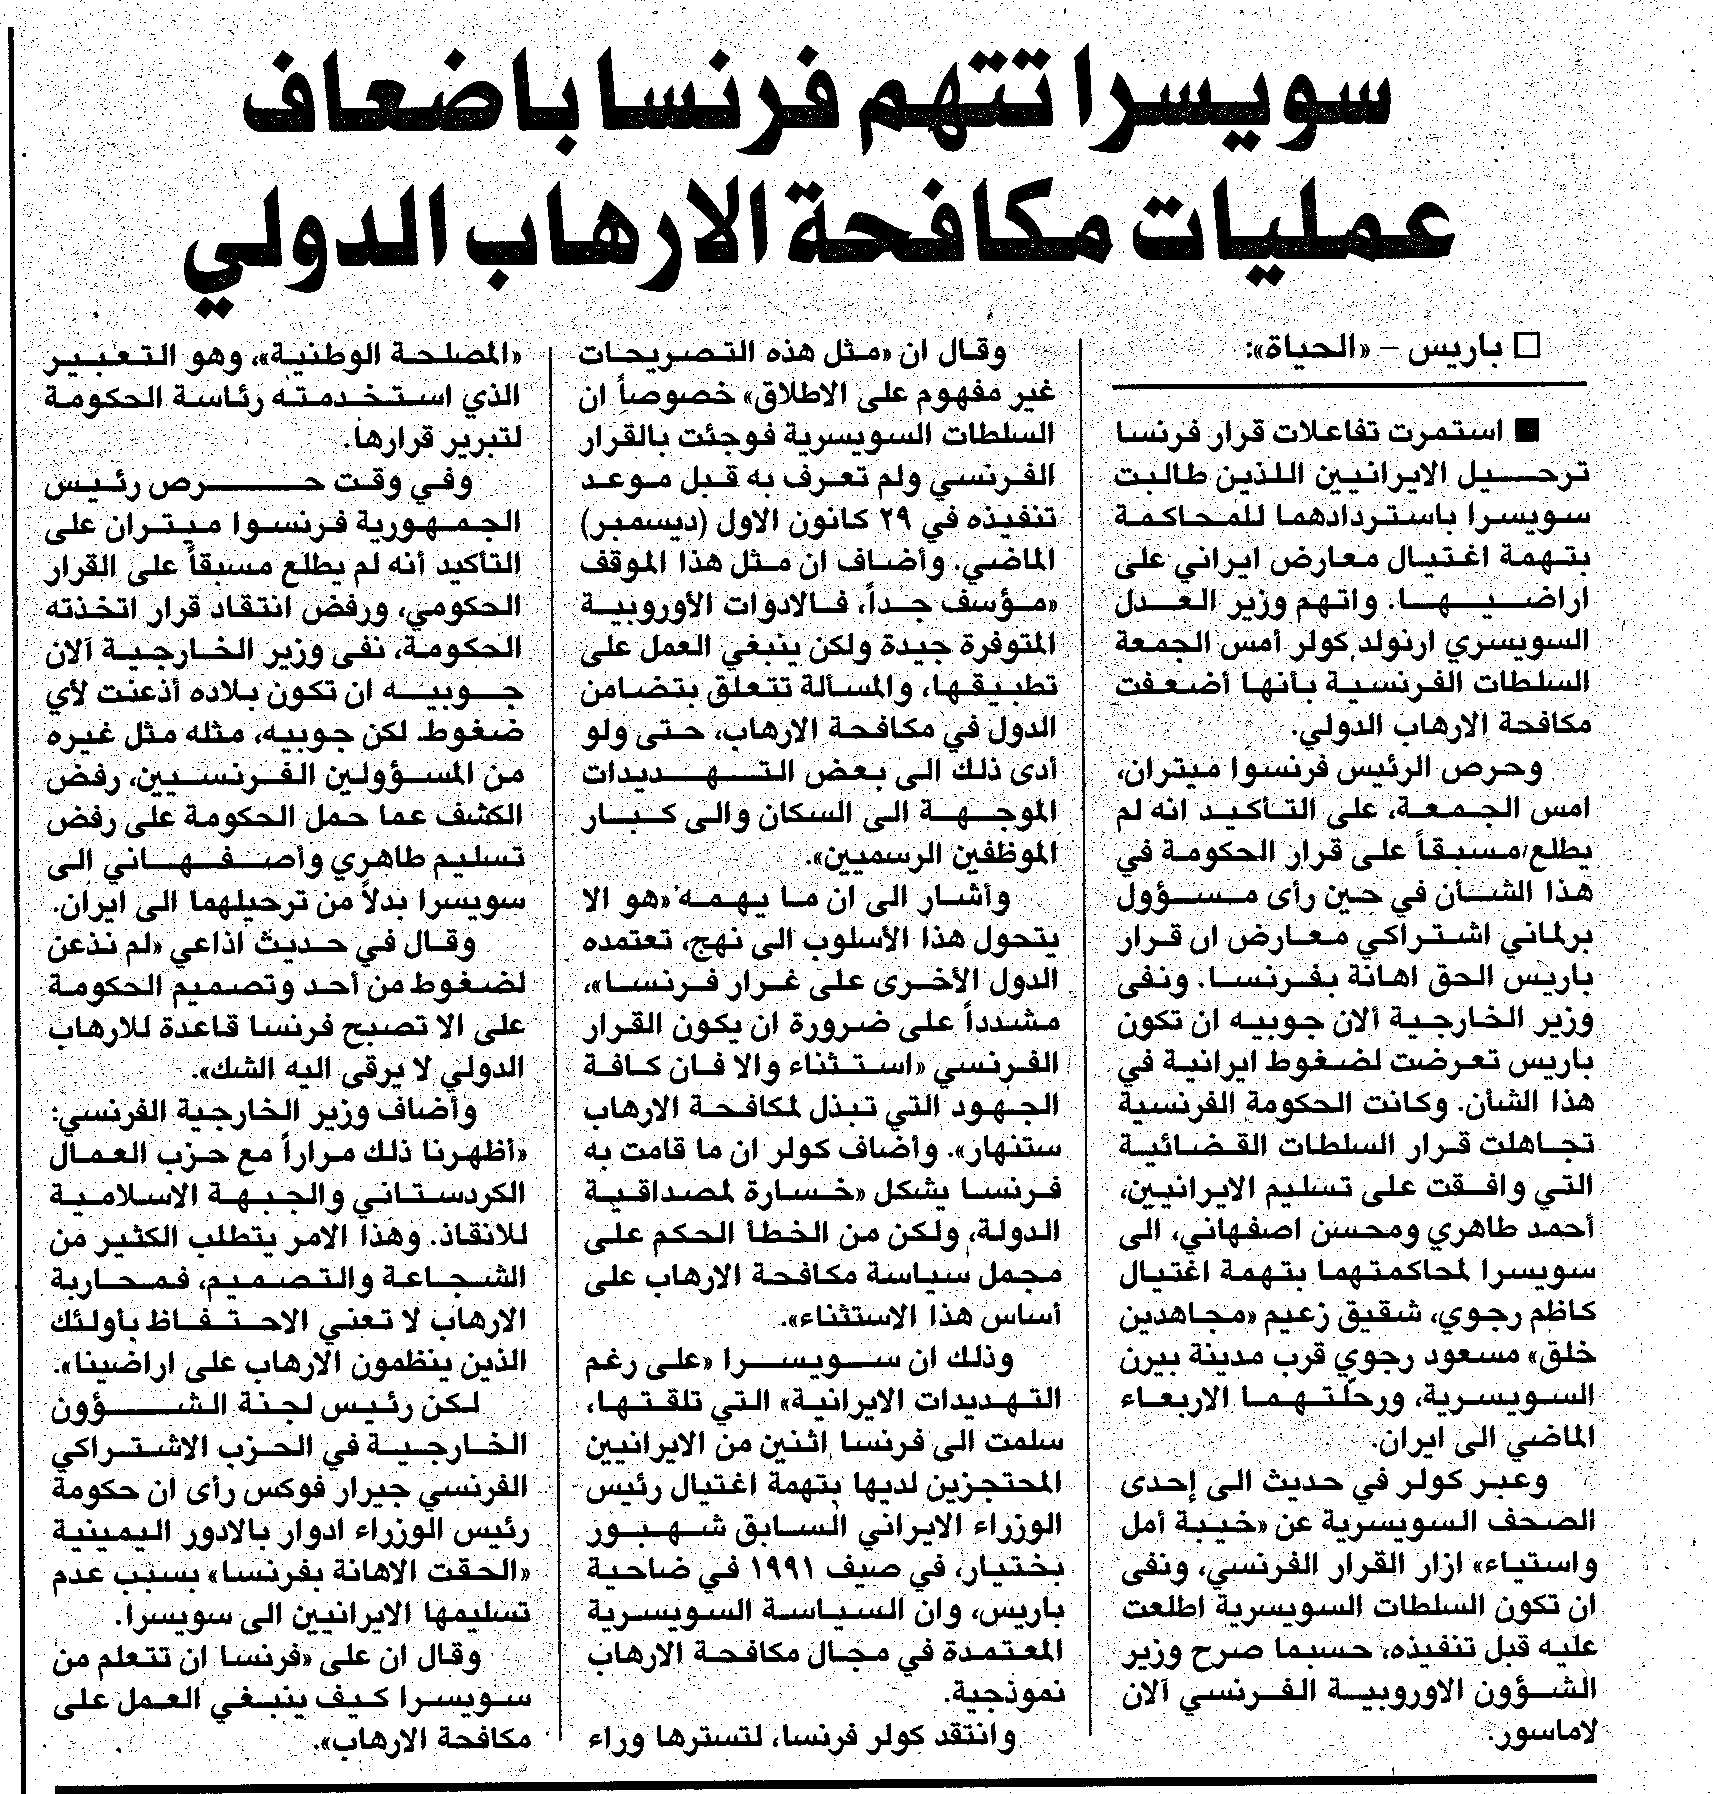 سويسرا تتهم فرنسا باضعاف
عمليات مكافحة الارهاب الدولي
□ باريس – «الحياة»:
■ استمرت تفاعلات قرار فرنسا
ترحيل الايرانيين اللذين طالبت
سويسرا باستردادهما للمحاكمة
بتهمة اغتيال معارض ايراني على
اراضيها. واتهم وزير العدل
السويسري ارنولد كولر أمس الجمعة
السلطات الفرنسية بأنها أضعفت
مكافحة الارهاب الدولي.
وحرص الرئيس فرنسوا ميتران،
امس الجمعة، على التأكيد انه لم
يطلع مسبقاً على قرار الحكومة في
هذا الشأن في حين رأى مسؤول
برلماني اشتراكي معارض ان قرار
باريس الحق اهانة بفرنسا. ونفى
وزير الخارجية ألان جوبيه ان تكون
باريس تعرضت لضغوط ايرانية في
هذا الشأن. وكانت الحكومة الفرنسية
تجاهلت قرار السلطات القضائية
التي وافقت على تسليم الايرانيين،
أحمد طاهري ومحسن اصفهاني، الى
سويسرا لمحاكمتهما بتهمة اغتيال
كاظم رجوي، شقيق زعيم «مجاهدين
خلق» مسعود رجوي قرب مدينة بيرن
السويسرية، ورحلّتهما الاربعاء
الماضي الى ايران.
وعبر كولر في حديث الى إحدى
الصحف السويسرية عن «خيبة أمل
واستياء» ازار القرار الفرنسي، ونفى
ان تكون السلطات السويسرية اطلعت
عليه قبل تنفيذه، حسبما صرح وزير
الشؤون الاوروبية الفرنسي آلان
لاماسور.
وقال ان «مثل هذه التصريحات
غير مفهوم على الاطلاق» خصوصاً ان
السلطات السويسرية فوجئت بالقرار
الفرنسي ولم تعرف به قبل موعد
تنفيذه في ٢٩ كانون الاول (ديسمبر)
الماضي. وأضاف ان مثل هذا الموقف
«مؤسف جداً، فالادوات الأوروبية
المتوفرة جيدة ولكن ينبغي العمل على
تطبيقها، والمسألة تتعلق بتضامن
الدول في مكافحة الارهاب، حتى ولو
أدى ذلك الى بعض التهديدات
الموجهة الى السكان والى كبار
الموظفين الرسميين».
وأشار الى ان ما يهمه «هو الا
يتحول هذا الأسلوب الى نهج، تعتمده
الدول الأخرى على غرار فرنسا»،
مشدداً على ضرورة ان يكون القرار
الفرنسي «استثناء والا فان كافة
الجهود التي تبذل لمكافحة الارهاب
ستنهار». وأضاف كولر ان ما قامت به
فرنسا يشكل «خسارة لمصداقية
الدولة، ولكن من الخطأ الحكم على
مجمل سياسة مكافحة الارهاب على
أساس هذا الاستثناء».
وذلك ان سويسرا «على رغم
التهديدات الايرانية» التي تلقتها،
سلمت الى فرنسا اثنين من الايرانيين
المحتجزين لديها بتهمة اغتيال رئيس
الوزراء الايراني السابق شهبور
بختيار، في صيف ١٩٩١ في ضاحية
باريس، وان السياسة السويسرية
المعتمدة في مجال مكافحة الارهاب
نموذجية.
وانتقد كولر فرنسا، لتسترها وراء
«المصلحة الوطنية»، وهو التعبير
الذي استخدمته رئاسة الحكومة
لتبرير قرارها.
وفي وقت حرص رئيس
الجمهورية فرنسوا ميتران على
التأكيد أنه لم يطلع مسبقاً على القرار
الحكومي، ورفض انتقاد قرار اتخذته
الحكومة، نفى وزير الخارجية آلان
جوبيه ان تكون بلاده أذعنت لأي
ضغوط. لكن جوبيه، مثله مثل غيره
من المسؤولين الفرنسيين، رفض
الكشف عما حمل الحكومة على رفض
تسليم طاهري وأصفهاني الى
سويسرا بدلاً من ترحيلهما الى ايران.
وقال في حديث اذاعي «لم نذعن
لضغوط من أحد وتصميم الحكومة
على الا تصبح فرنسا قاعدة للارهاب
الدولي لا يرقى اليه الشك».
وأضاف وزير الخارجية الفرنسي:
«أظهرنا ذلك مراراً مع حزب العمال
الكردستاني والجبهة الاسلامية
للانقاذ. وهذا الامر يتطلب الكثير من
الشجاعة والتصميم، فمحاربة
الارهاب لا تعني الاحتفاظ بأولئك
الذين ينظمون الارهاب على اراضينا».
لكن رئيس لجنة الشؤون
الخارجية في الحزب الاشتراكي
الفرنسي جيرار فوكس رأى ان حكومة
رئيس الوزراء ادوار بالادور اليمينية
«الحقت الاهانة بفرنسا» بسبب عدم
تسليمها الايرانيين الى سويسرا.
وقال ان على «فرنسا ان تتعلم من
سويسرا كيف ينبغي العمل على
مكافحة الارهاب».